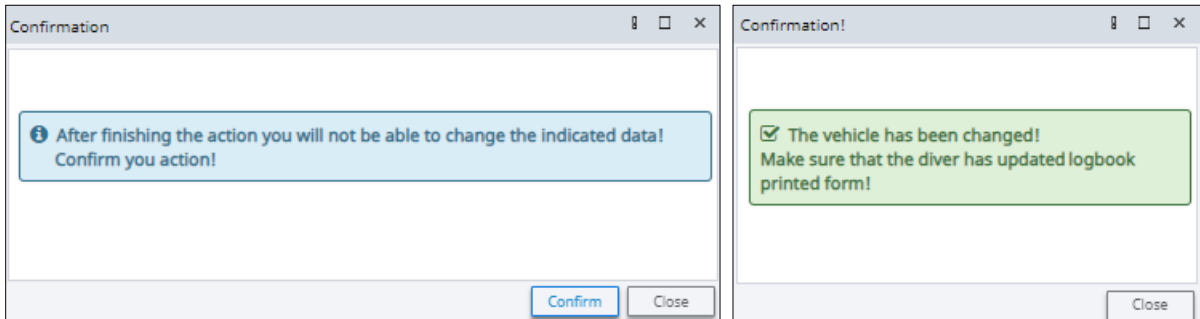 Confirmation
After finishing the action you will not be able to change the indicated data!
Confirm you action!
Confirm
Close
Confirmation!
The vehicle has been changed!
Make sure that the diver has updated logbook
printed form!
Close